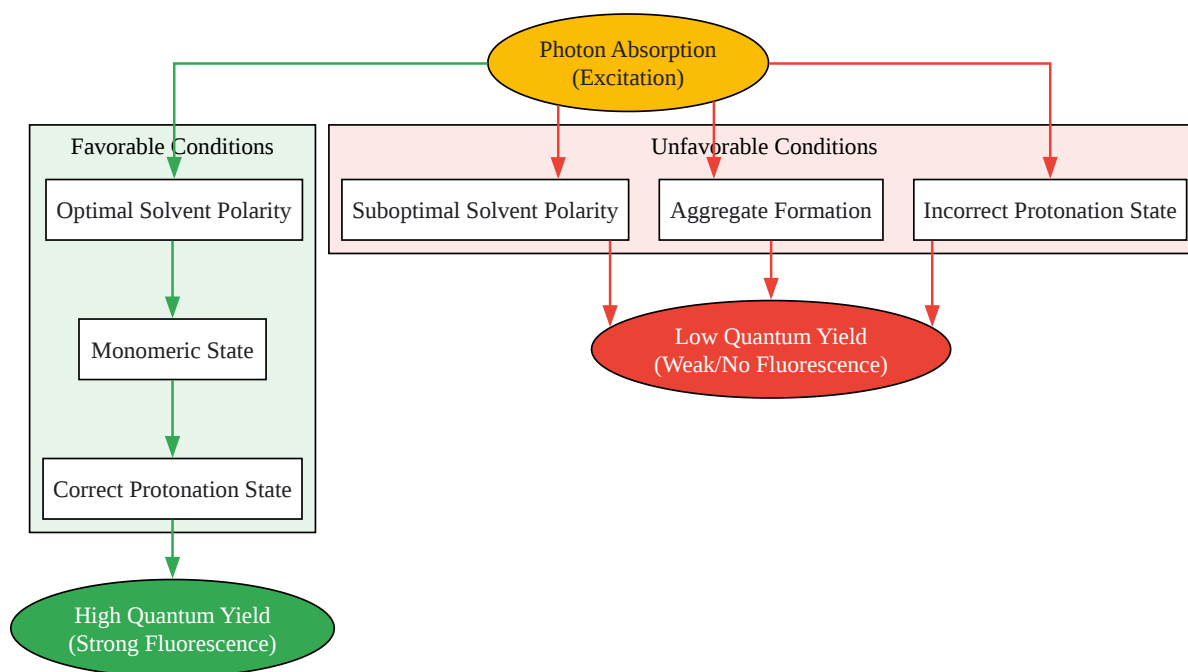 Photon Absorption
(Excitation)
Favorable Conditions
Unfavorable Conditions
Optimal Solvent Polarity
Suboptimal Solvent Polarity
Aggregate Formation
Incorrect Protonation State
Monomeric State
Low Quantum Yield
(Weak/No Fluorescence)
Correct Protonation State
High Quantum Yield
(Strong Fluorescence)